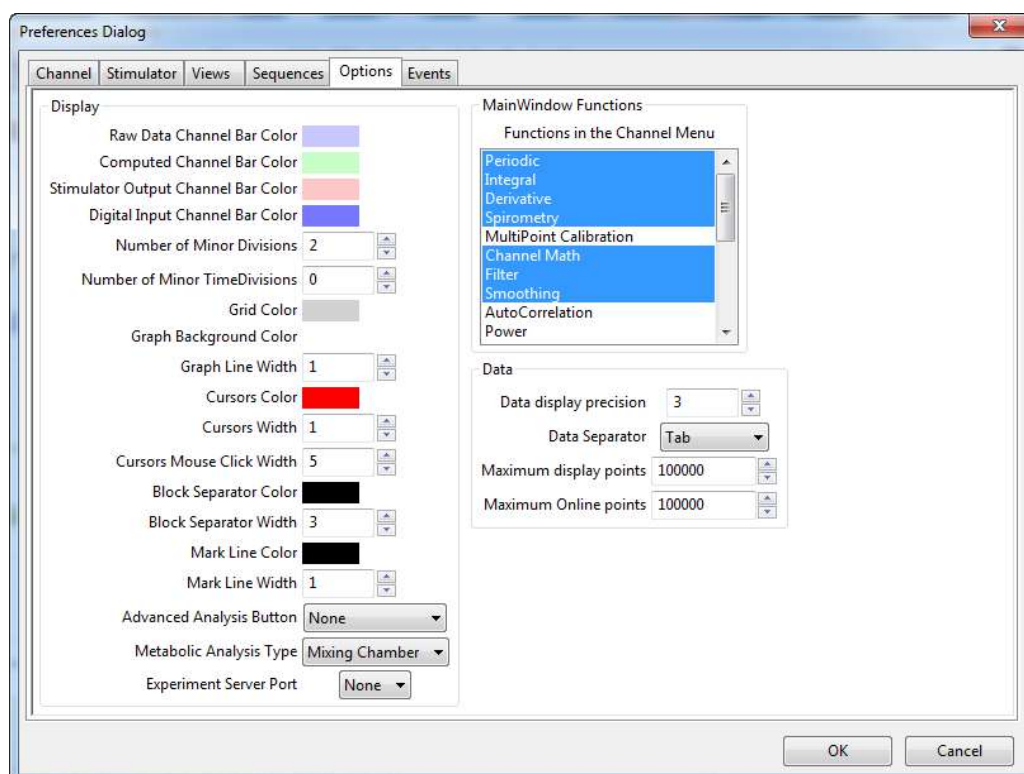 Preferences Dialog
Channel Stimulator Views Sequences Options Events
Display
Raw Data Channel Bar Color
Computed Channel Bar Color
Stimulator Output Channel Bar Color
Digital Input Channel Bar Color
Number of Minor Divisions 2
Number of Minor TimeDivisions 0
Grid Color
Graph Background Color
Graph Line Width 1
Cursors Color
Cursors Width 1
Cursors Mouse Click Width 5
Block Separator Color
Block Separator Width 3
Mark Line Color
Mark Line Width 1
Advanced Analysis Button None
Metabolic Analysis Type Mixing Chamber
Experiment Server Port None
MainWindow Functions
Functions in the Channel Menu
Periodic
Integral
Derivative
Spirometry
MultiPoint Calibration
Channel Math
Filter
Smoothing
AutoCorrelation
Power
Data
Data display precision 3
Data Separator Tab
Maximum display points 100000
Maximum Online points 100000
OK Cancel